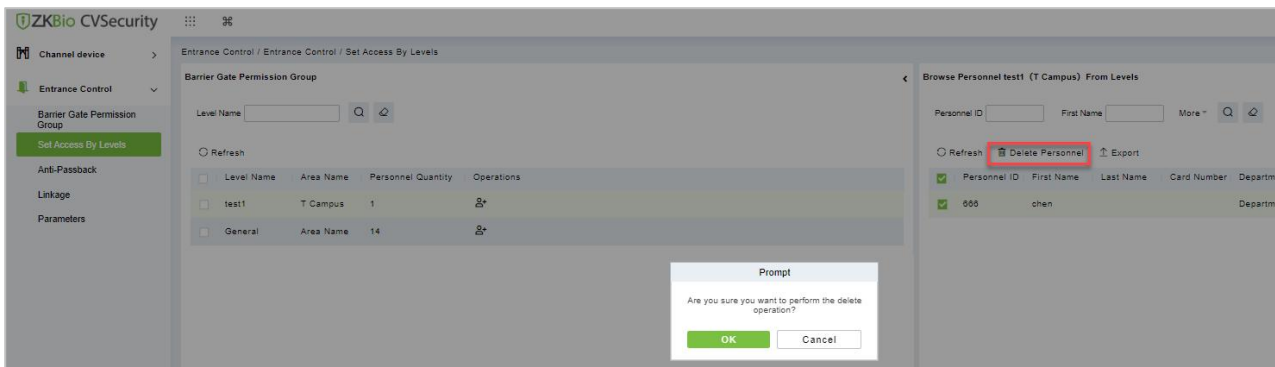 ZKBio CVSecurity
Channel device
Entrance Control
Barrier Gate Permission
Group
Set Access By Levels
Anti-Passback
Linkage
Parameters
Entrance Control / Entrance Control / Set Access By Levels
Barrier Gate Permission Group
Level Name
Refresh
Level Name Area Name Personnel Quantity Operations
test1 T Campus 1
General Area Name 14
Browse Personnel test1 (T Campus) From Levels
Personnel ID First Name More
Refresh Delete Personnel Export
Personnel ID First Name Last Name Card Number Departm
666 chen Departm
Prompt
Are you sure you want to perform the delete
operation?
OK Cancel